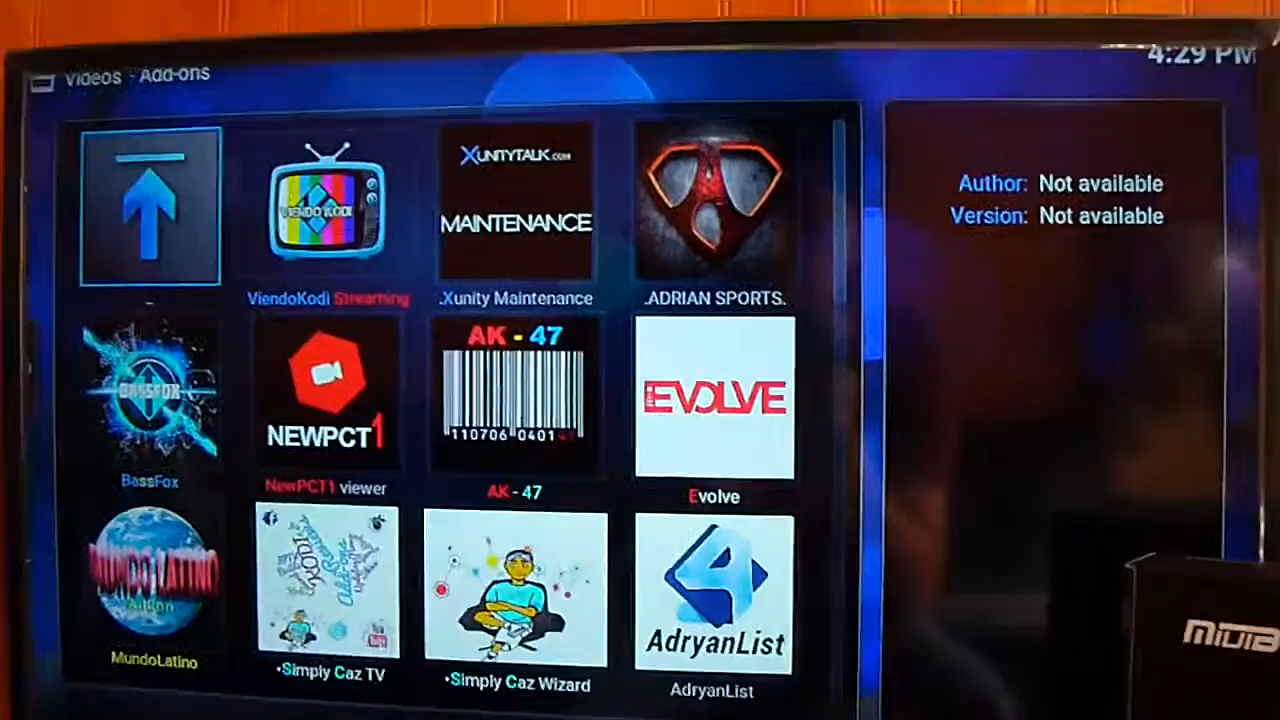 Videos - Add-ons
4:29 PM
VIENDO KODI
XUNITYTALK.COM
MAINTENANCE
Author: Not available
Version: Not available
ViendoKodi Streaming
.Xunity Maintenance
.ADRIAN SPORTS.
BASSFOX
NEWPCT1
AK - 47
110706 0401
EVOLVE
BassFox
NewPCT1 viewer
AK - 47
Evolve
MUNDO LATINO
Addon
AdryanList
MundoLatino
•Simply Caz TV
•Simply Caz Wizard
AdryanList